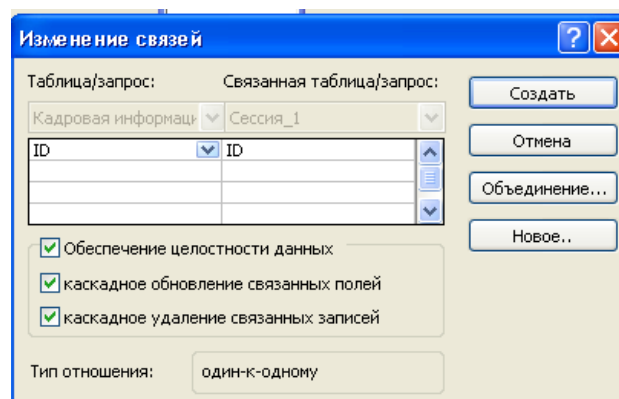 Изменение связей
Таблица/запрос: Связанная таблица/запрос:
Кадровая информаци Сессия_1
ID ID
Обеспечение целостности данных
каскадное обновление связанных полей
каскадное удаление связанных записей
Тип отношения: один-к-одному
Создать
Отмена
Объединение...
Новое..